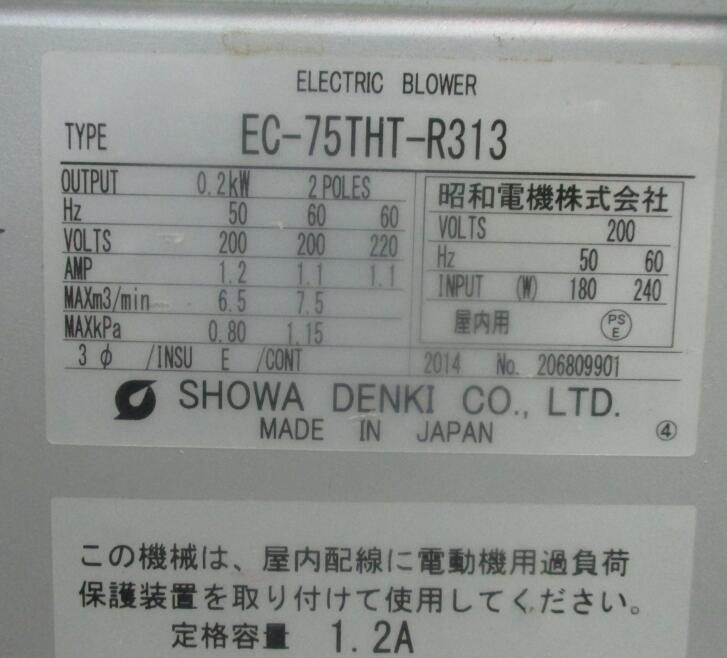 ELECTRIC BLOWER
TYPE EC-75THT-R313
OUTPUT 0.2kW 2 POLES
Hz 50 60 60
VOLTS 200 200 220
AMP 1.2 1.1 1.1
MAXm3/min 6.5 7.5
MAXkPa 0.80 1.15
3 φ /INSU E /CONT
昭和電機株式会社
VOLTS 200
Hz 50 60
INPUT (W) 180 240
屋内用 PS E
2014 No. 206809901
SHOWA DENKI CO., LTD.
MADE IN JAPAN ④
この機械は、屋内配線に電動機用過負荷
保護装置を取り付けて使用してください。
定格容量 1.2A